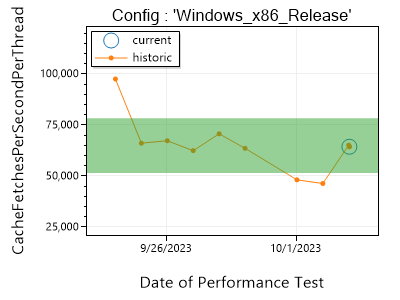 Config : 'Windows_x86_Release'
current
historic
100,000
75,000
50,000
25,000
CacheFetchesPerSecondPerThread
9/26/2023
10/1/2023
Date of Performance Test